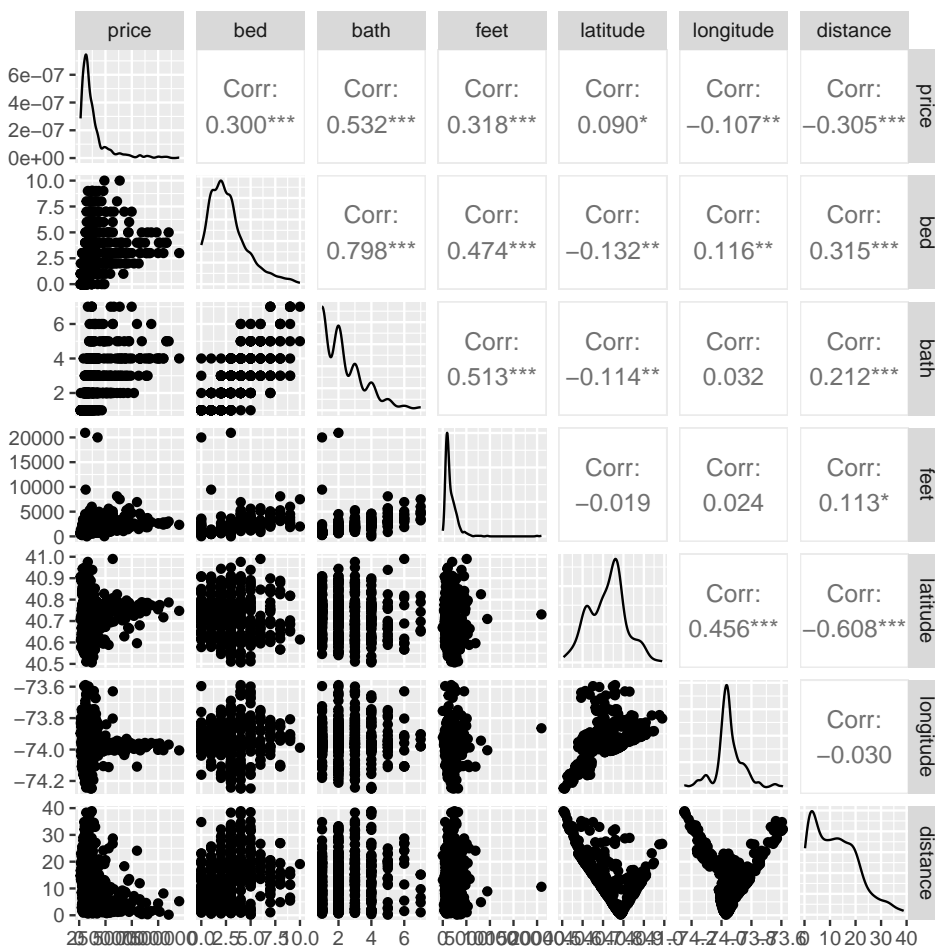 price bed bath feet latitude longitude distance
6e−07
4e−07
2e−07
0e+00
Corr:
0.300***
Corr:
0.532***
Corr:
0.318***
Corr:
0.090*
Corr:
−0.107**
Corr:
−0.305***
price
10.0
7.5
5.0
2.5
0.0
Corr:
0.798***
Corr:
0.474***
Corr:
−0.132**
Corr:
0.116**
Corr:
0.315***
bed
6
4
2
Corr:
0.513***
Corr:
−0.114**
Corr:
0.032
Corr:
0.212***
bath
20000
15000
10000
5000
0
Corr:
−0.019
Corr:
0.024
Corr:
0.113*
feet
41.0
40.9
40.8
40.7
40.6
40.5
Corr:
0.456***
Corr:
−0.608***
latitude
−73.6
−73.8
−74.0
−74.2
Corr:
−0.030
longitude
40
30
20
10
0
distance
0.0 2.5 5.0 7.5 10.0
2 4 6
0 10 20 30 40